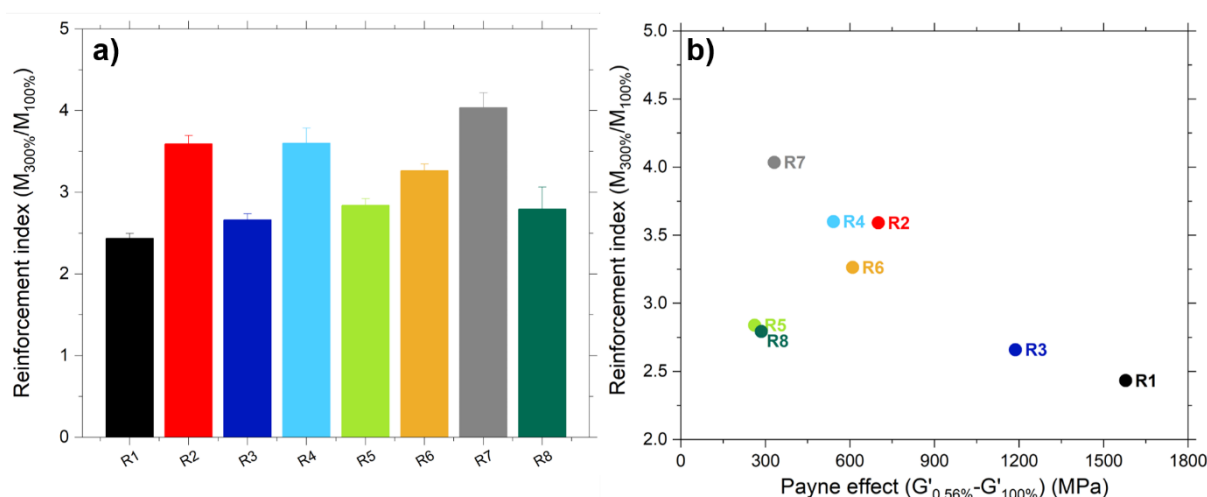 a)
Reinforcement index (M300%/M100%)
5
4
3
2
1
0
R1 R2 R3 R4 R5 R6 R7 R8
b)
Reinforcement index (M300%/M100%)
5.0
4.5
4.0
3.5
3.0
2.5
2.0
R7
R4
R2
R6
R5
R8
R3
R1
0 300 600 900 1200 1500 1800
Payne effect (G'0.56%-G'100%) (MPa)